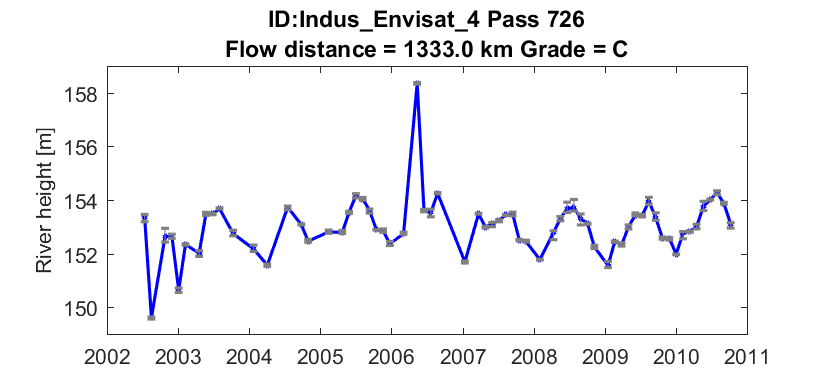 ID:Indus_Envisat_4 Pass 726
Flow distance = 1333.0 km Grade = C
River height [m]
158
156
154
152
150
2002 2003 2004 2005 2006 2007 2008 2009 2010 2011